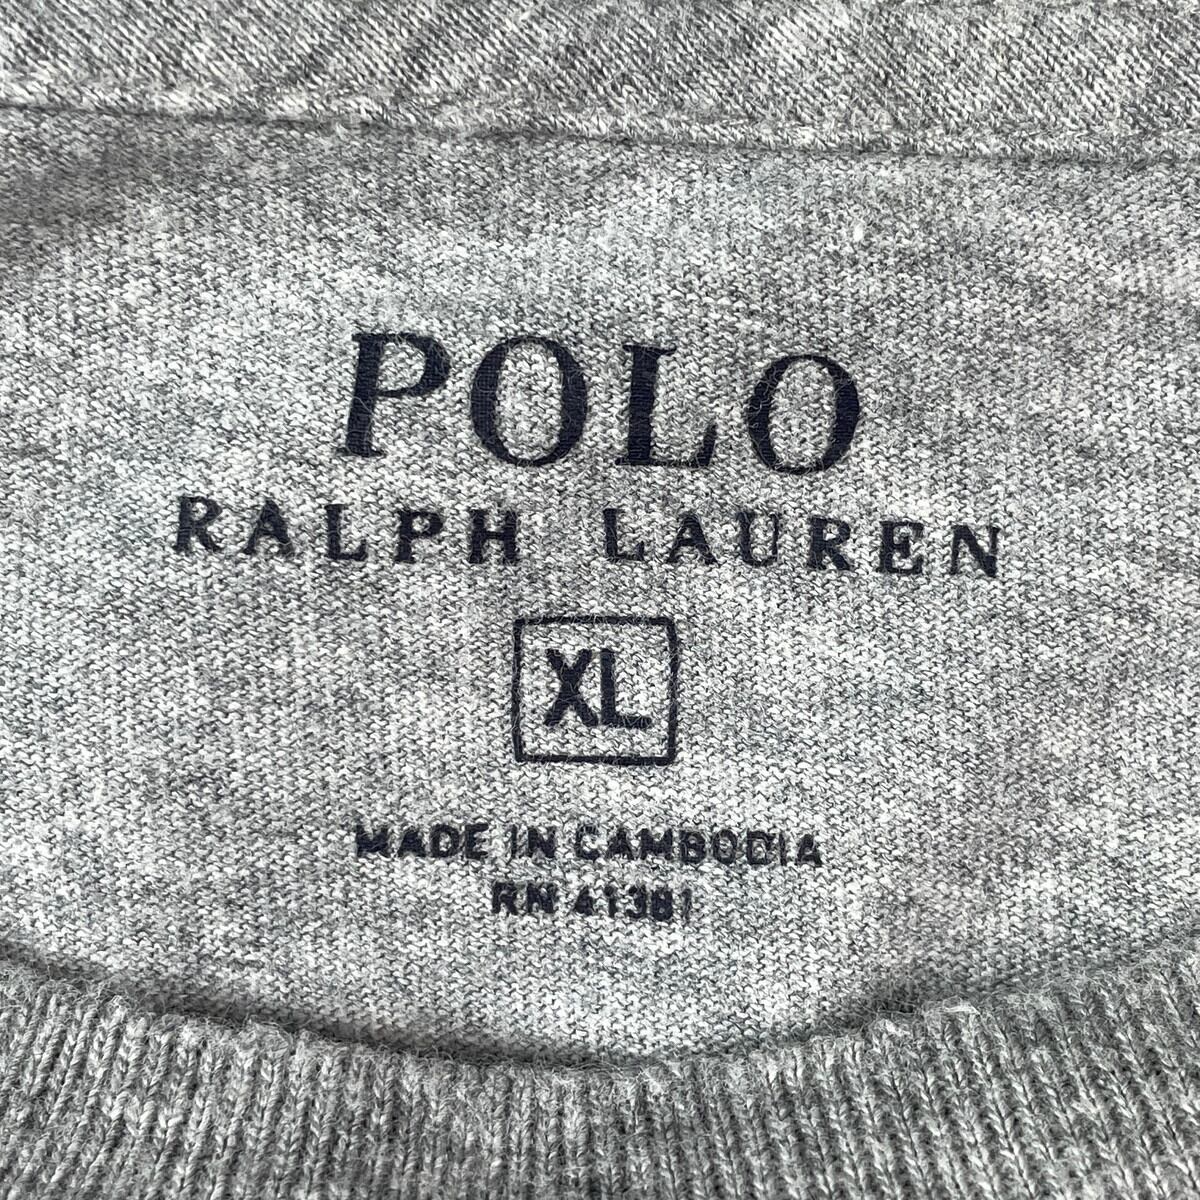 POLO
RALPH LAUREN
XL
MADE IN CAMBODIA
RN 41381